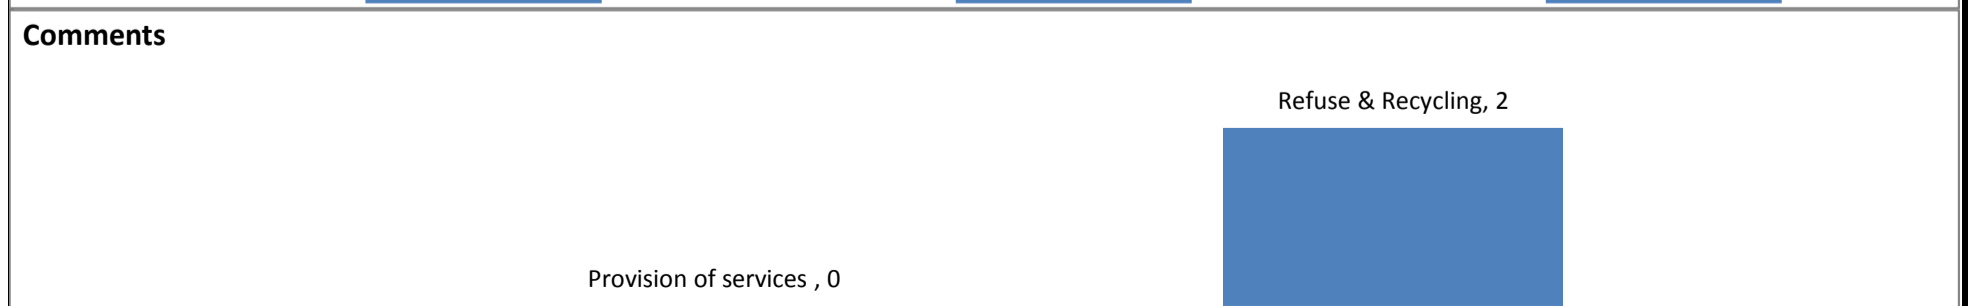 Comments
Refuse & Recycling, 2
Provision of services , 0